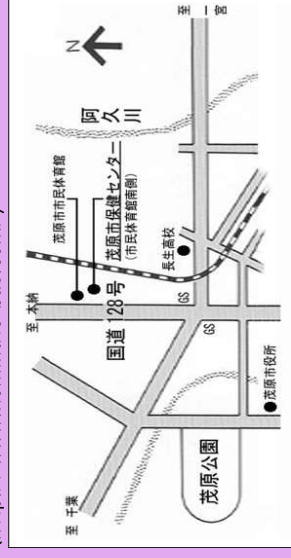 至 一宮
N
阿久川
茂原市市民体育館
茂原市保健センター
(市民体育館南側)
長生高校
至 本納
国道 128号
GS
GS
至 千葉
茂原公園
茂原市役所